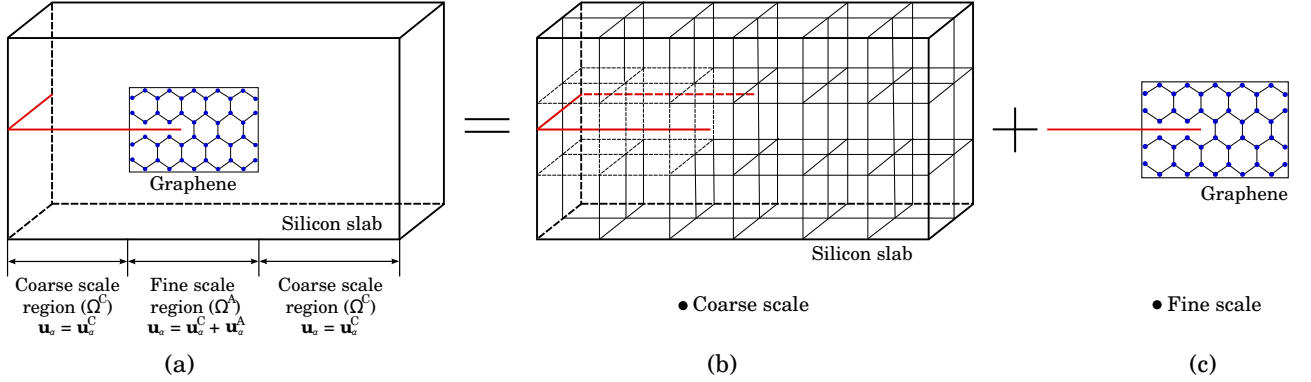 Graphene
Silicon slab
Coarse scale
region (Ω^C)
𝐮_α = 𝐮_α^C
Fine scale
region (Ω^A)
𝐮_α = 𝐮_α^C + 𝐮_α^A
Coarse scale
region (Ω^C)
𝐮_α = 𝐮_α^C
(a)
=
Silicon slab
● Coarse scale
(b)
+
Graphene
● Fine scale
(c)